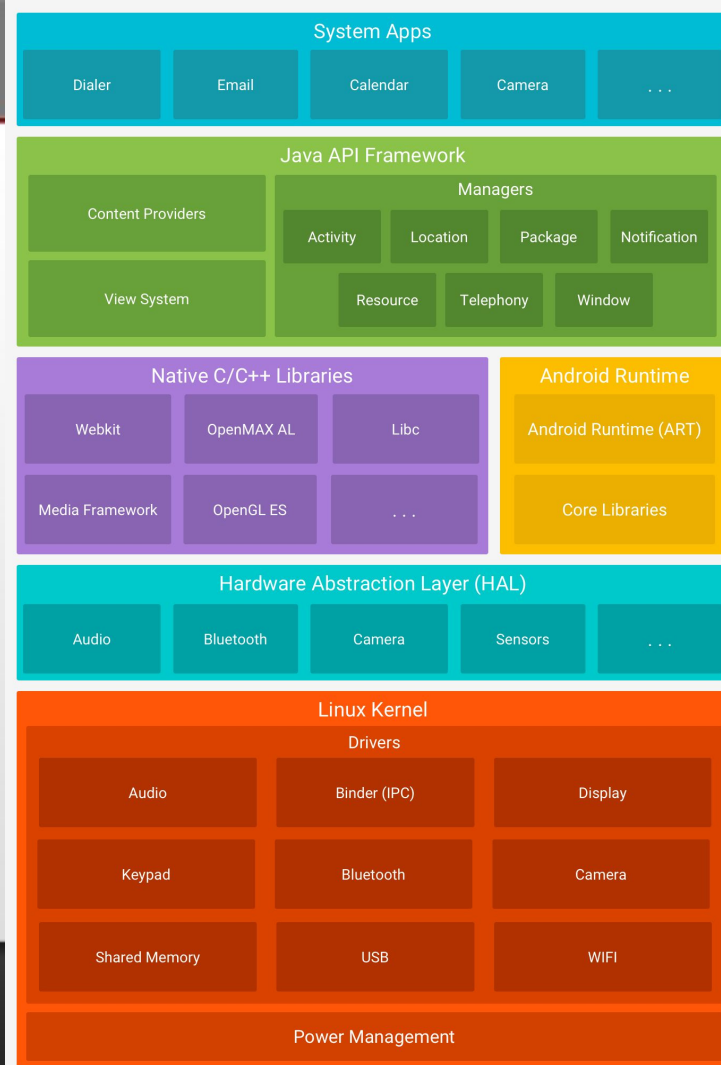 System Apps
Dialer
Email
Calendar
Camera
. . .
Java API Framework
Content Providers
View System
Managers
Activity
Location
Package
Notification
Resource
Telephony
Window
Native C/C++ Libraries
Webkit
OpenMAX AL
Libc
Media Framework
OpenGL ES
. . .
Android Runtime
Android Runtime (ART)
Core Libraries
Hardware Abstraction Layer (HAL)
Audio
Bluetooth
Camera
Sensors
. . .
Linux Kernel
Drivers
Audio
Binder (IPC)
Display
Keypad
Bluetooth
Camera
Shared Memory
USB
WIFI
Power Management